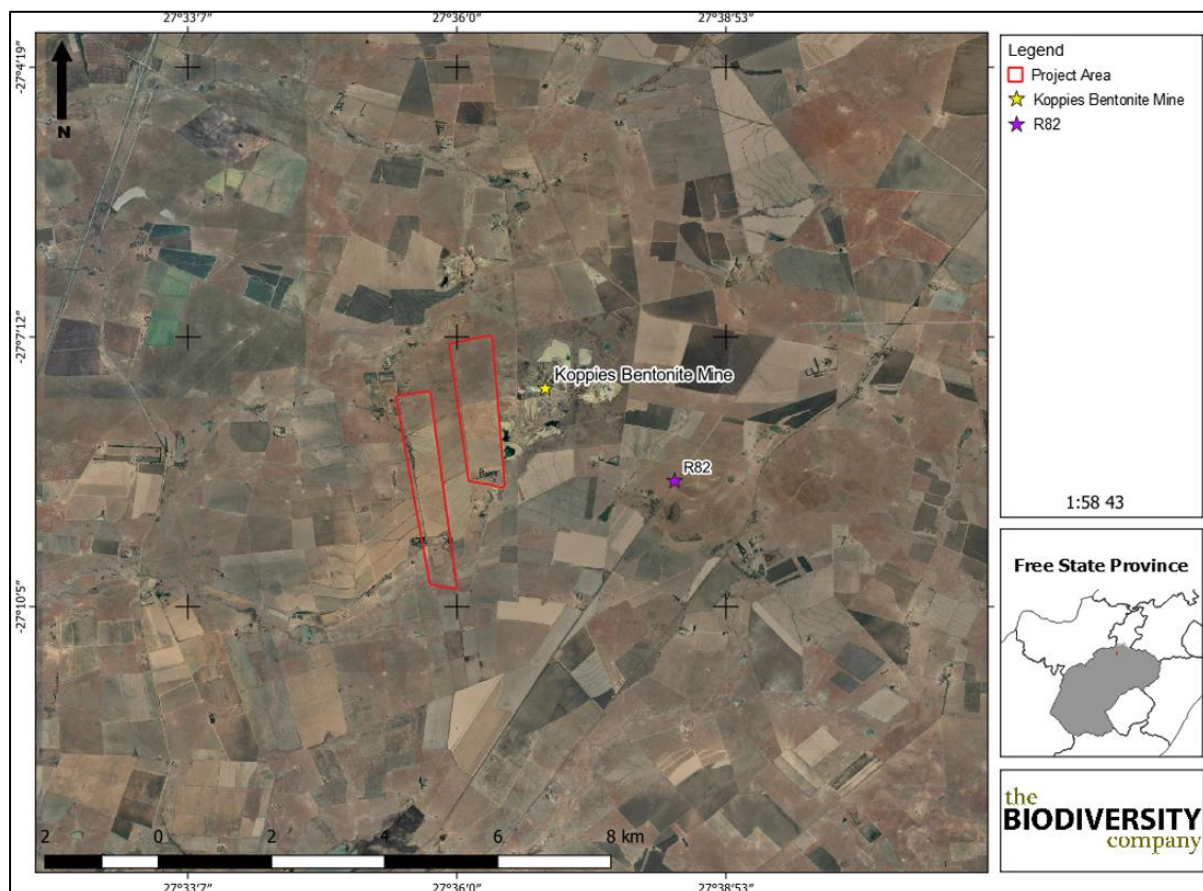 27°33'7"
27°36'0"
27°38'53"
-27°4'19"
-27°7'12"
-27°10'5"
N
Koppies Bentonite Mine
R82
2 0 2 4 6 8 km
27°33'7"
27°36'0"
27°38'53"
Legend
Project Area
Koppies Bentonite Mine
R82
1:58 43
Free State Province
the
BIODIVERSITY
company